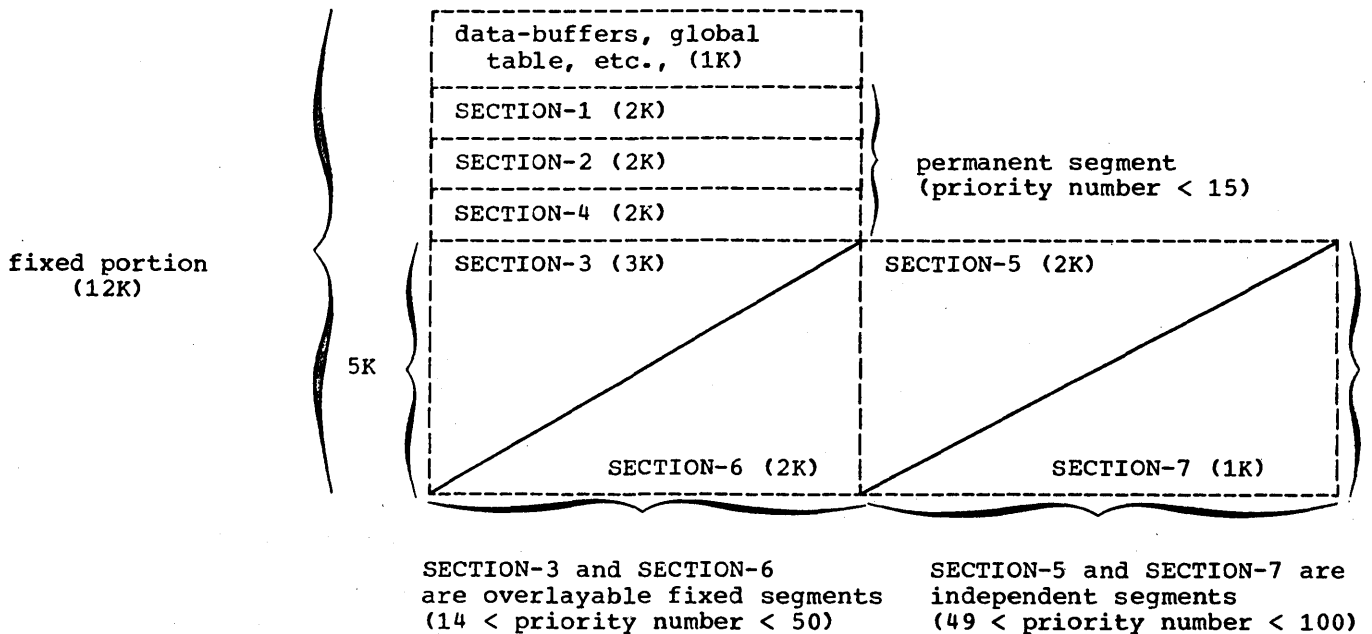 data-buffers, global
table, etc., (1K)
SECTION-1 (2K)
SECTION-2 (2K)
permanent segment
(priority number < 15)
SECTION-4 (2K)
fixed portion
(12K)
SECTION-3 (3K)
SECTION-5 (2K)
5K
SECTION-6 (2K)
SECTION-7 (1K)
SECTION-3 and SECTION-6
are overlayable fixed segments
(14 < priority number < 50)
SECTION-5 and SECTION-7 are
independent segments
(49 < priority number < 100)